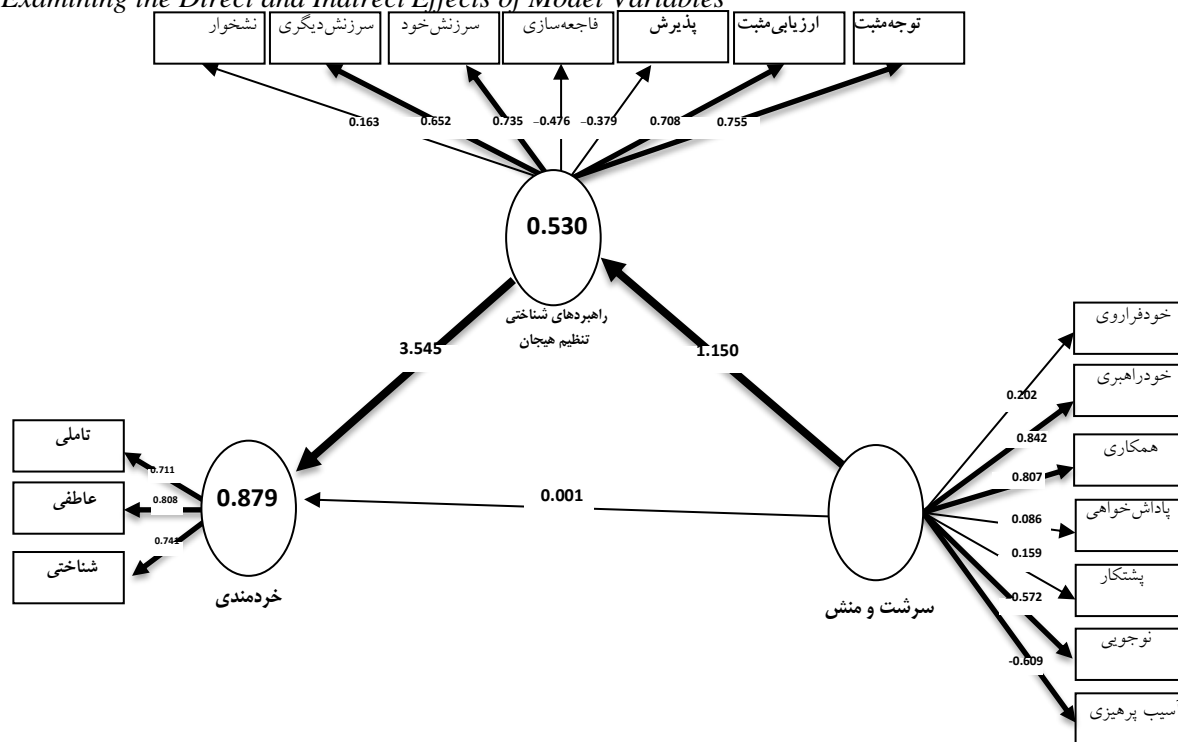 Examining the Direct and Indirect Effects of Model Variables
توجه‌مثبت
ارزیابی‌مثبت
پذیرش
فاجعه‌سازی
سرزنش‌خود
سرزنش‌دیگری
نشخوار
0.163
0.652
0.735
–0.476
–0.379
0.708
0.755
0.530
راهبردهای شناختی
تنظیم هیجان
3.545
1.150
0.001
خودفراروی
خودراهبری
همکاری
پاداش‌خواهی
پشتکار
نوجویی
آسیب پرهیزی
0.202
0.842
0.807
0.086
0.159
-0.572
-0.609
سرشت و منش
تاملی
عاطفی
شناختی
0.711
0.808
0.741
0.879
خردمندی